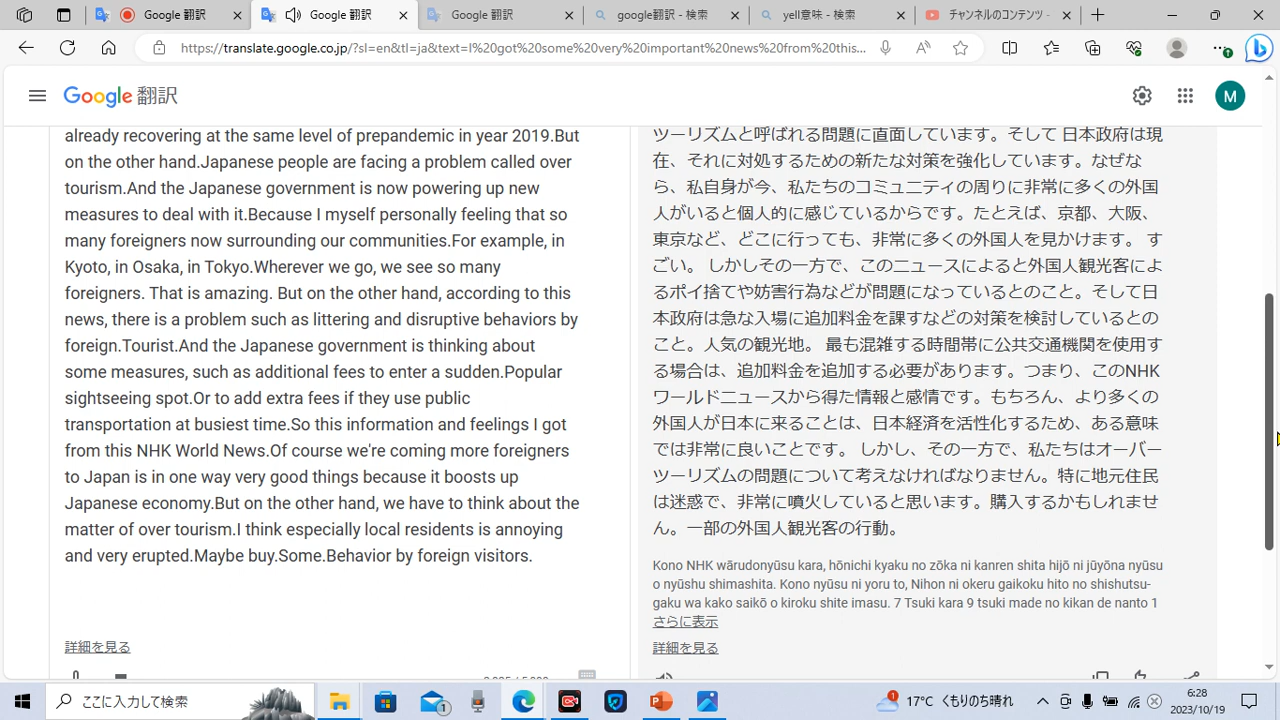 Google 翻訳
Google 翻訳
Google 翻訳
google翻訳 - 検索
yell意味 - 検索
チャンネルのコンテンツ -
https://translate.google.co.jp/?sl=en&tl=ja&text=I%20got%20some%20very%20important%20news%20from%20this...
Google 翻訳
M
already recovering at the same level of prepandemic in year 2019.But
on the other hand.Japanese people are facing a problem called over
tourism.And the Japanese government is now powering up new
measures to deal with it.Because I myself personally feeling that so
many foreigners now surrounding our communities.For example, in
Kyoto, in Osaka, in Tokyo.Wherever we go, we see so many
foreigners. That is amazing. But on the other hand, according to this
news, there is a problem such as littering and disruptive behaviors by
foreign.Tourist.And the Japanese government is thinking about
some measures, such as additional fees to enter a sudden.Popular
sightseeing spot.Or to add extra fees if they use public
transportation at busiest time.So this information and feelings I got
from this NHK World News.Of course we're coming more foreigners
to Japan is in one way very good things because it boosts up
Japanese economy.But on the other hand, we have to think about the
matter of over tourism.I think especially local residents is annoying
and very erupted.Maybe buy.Some.Behavior by foreign visitors.
詳細を見る
ツーリズムと呼ばれる問題に直面しています。そして 日本政府は現
在、それに対処するための新たな対策を強化しています。なぜな
ら、私自身が今、私たちのコミュニティの周りに非常に多くの外国
人がいると個人的に感じているからです。たとえば、京都、大阪、
東京など、どこに行っても、非常に多くの外国人を見かけます。 す
ごい。 しかしその一方で、このニュースによると外国人観光客によ
るポイ捨てや妨害行為などが問題になっているとのこと。そして日
本政府は急な入場に追加料金を課すなどの対策を検討しているとの
こと。人気の観光地。 最も混雑する時間帯に公共交通機関を使用す
る場合は、追加料金を追加する必要があります。つまり、このNHK
ワールドニュースから得た情報と感情です。もちろん、より多くの
外国人が日本に来ることは、日本経済を活性化するため、ある意味
では非常に良いことです。 しかし、その一方で、私たちはオーバー
ツーリズムの問題について考えなければなりません。特に地元住民
は迷惑で、非常に噴火していると思います。購入するかもしれませ
ん。一部の外国人観光客の行動。
Kono NHK wārudonyūsu kara, hōnichi kyaku no zōka ni kanren shita hijō ni jūyōna nyūsu
o nyūshu shimashita. Kono nyūsu ni yoru to, Nihon ni okeru gaikoku hito no shishutsu-
gaku wa kako saikō o kiroku shite imasu. 7 Tsuki kara 9 tsuki made no kikan de nanto 1
さらに表示
詳細を見る
ここに入力して検索
17°C くもりのち晴れ
6:28
2023/10/19